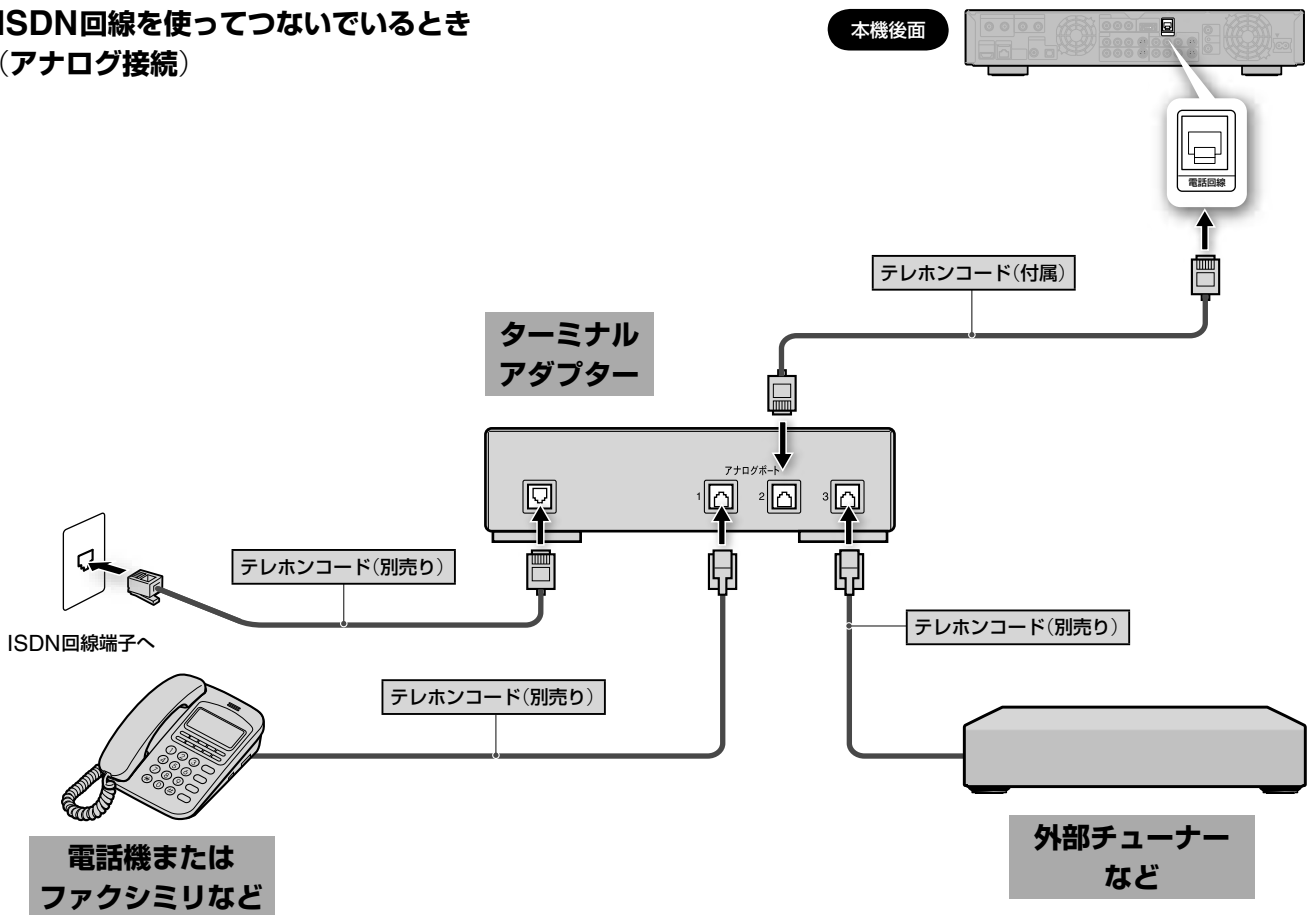 ISDN回線を使ってつないでいるとき
（アナログ接続）
本機後面
電話回線
テレホンコード（付属）
ターミナル
アダプター
アナログポート
1
2
3
テレホンコード（別売り）
ISDN回線端子へ
テレホンコード（別売り）
テレホンコード（別売り）
電話機または
ファクシミリなど
外部チューナー
など